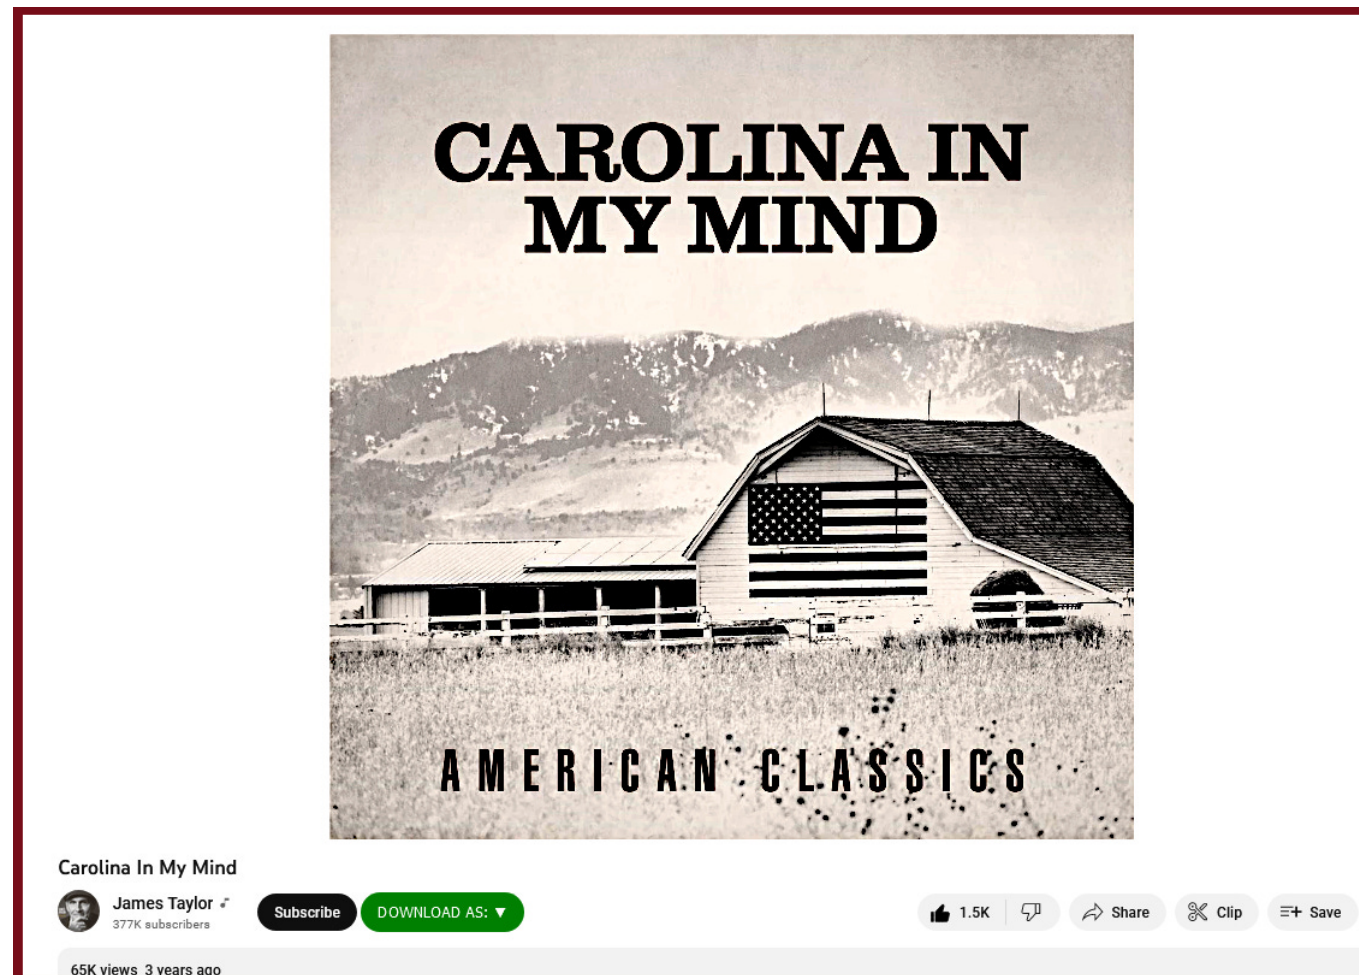 CAROLINA IN
MY MIND
AMERICAN CLASSICS
Carolina In My Mind
James Taylor
377K subscribers
Subscribe
DOWNLOAD AS: ▼
1.5K
Share
Clip
Save
65K views 3 years ago